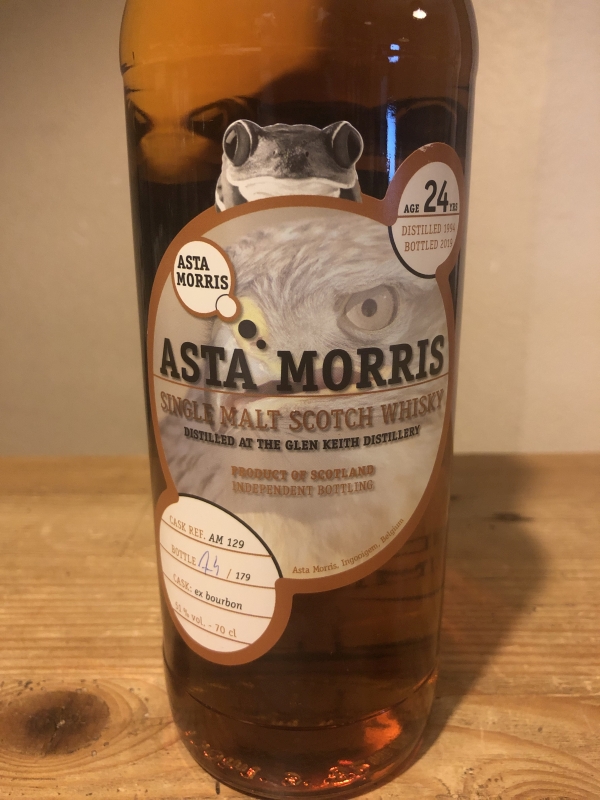 AGE 24 YRS
DISTILLED 1994
BOTTLED 2019
ASTA
MORRIS
ASTA MORRIS
SINGLE MALT SCOTCH WHISKY
DISTILLED AT THE GLEN KEITH DISTILLERY
PRODUCT OF SCOTLAND
INDEPENDENT BOTTLING
CASK REF. AM 129
BOTTLE / 179
CASK: ex bourbon
% vol. - 70 cl
Asta Morris, Ingooigem, Belgium